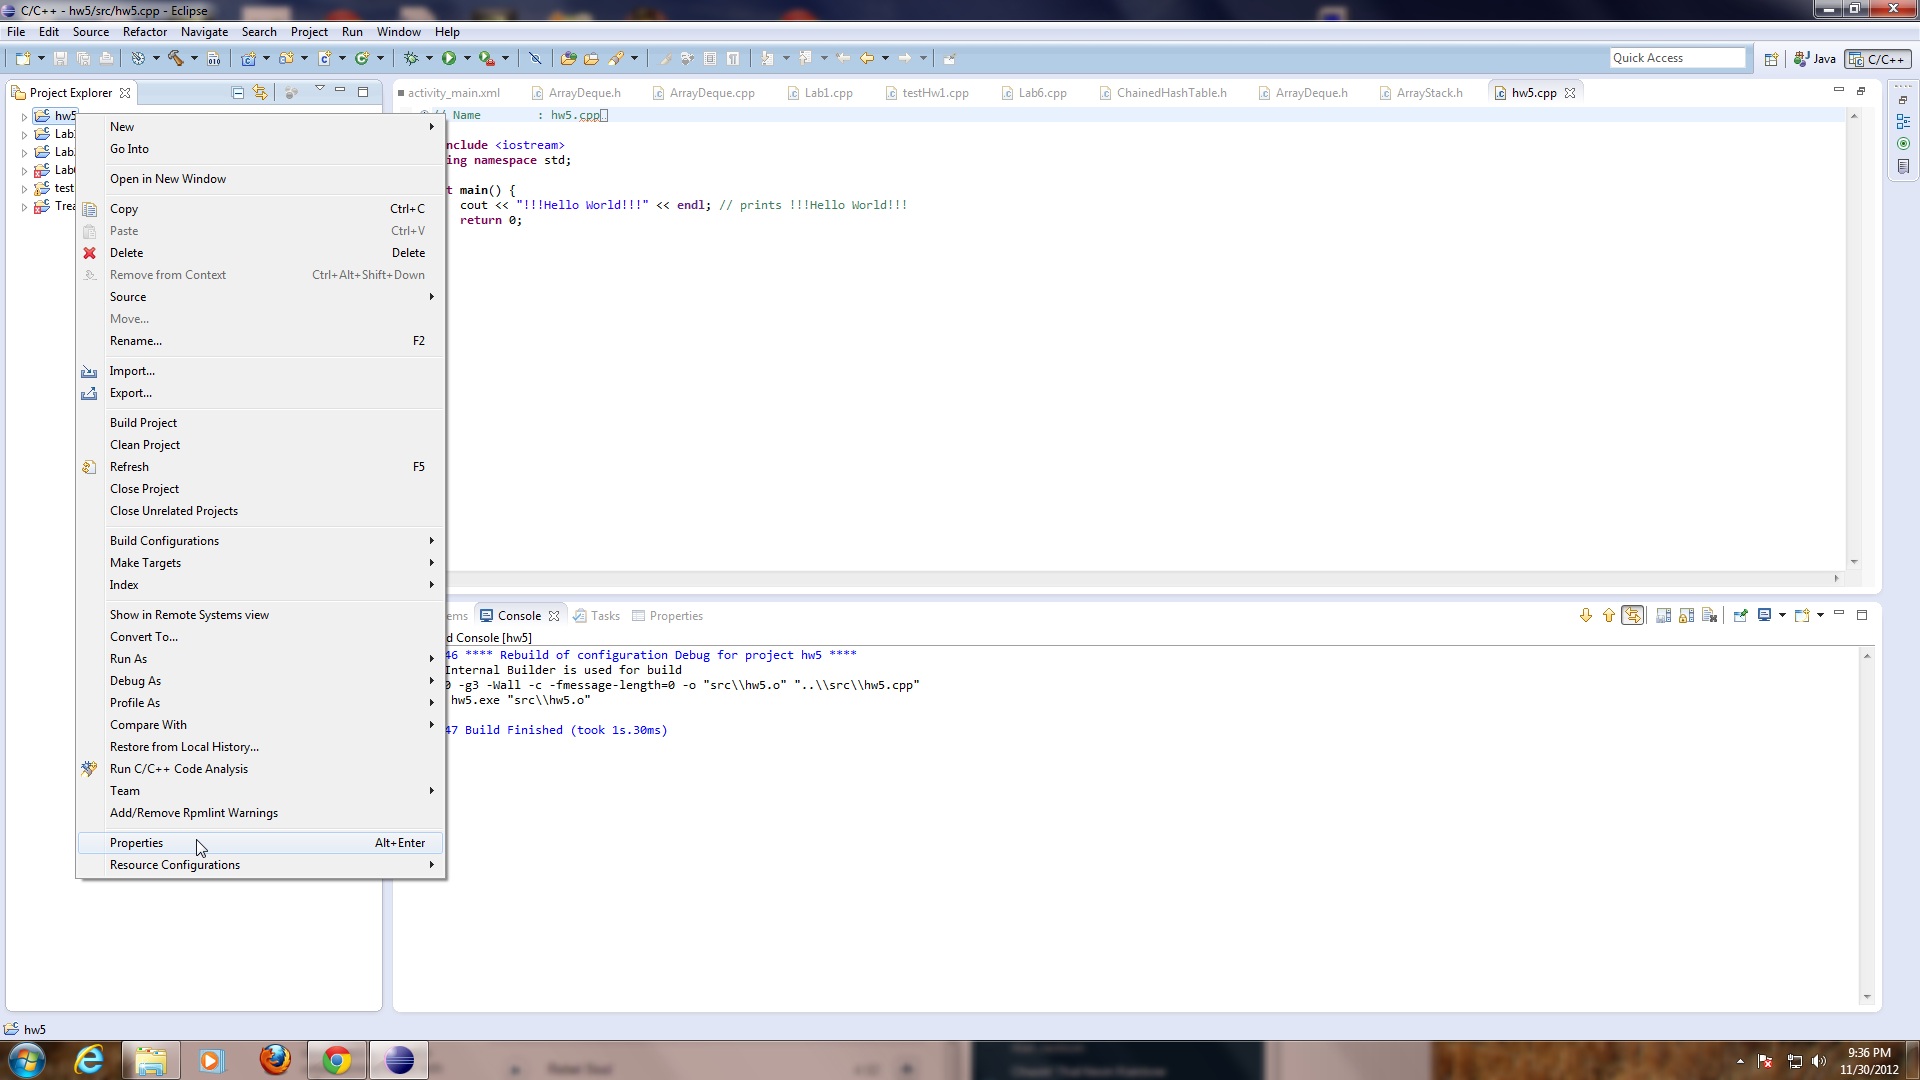 C/C++ - hw5/src/hw5.cpp - Eclipse
File Edit Source Refactor Navigate Search Project Run Window Help
Quick Access Java C/C++
Project Explorer
activity_main.xml ArrayDeque.h ArrayDeque.cpp Lab1.cpp testHw1.cpp Lab6.cpp ChainedHashTable.h ArrayDeque.h ArrayStack.h hw5.cpp
hw5
Lab
Lab
Lab
test
Trea
New
Go Into
Open in New Window
Copy Ctrl+C
Paste Ctrl+V
Delete Delete
Remove from Context Ctrl+Alt+Shift+Down
Source
Move...
Rename... F2
Import...
Export...
Build Project
Clean Project
Refresh F5
Close Project
Close Unrelated Projects
Build Configurations
Make Targets
Index
Show in Remote Systems view
Convert To...
Run As
Debug As
Profile As
Compare With
Restore from Local History...
Run C/C++ Code Analysis
Team
Add/Remove Rpmlint Warnings
Properties Alt+Enter
Resource Configurations
// Name : hw5.cpp
nclude <iostream>
ing namespace std;
t main() {
cout << "!!!Hello World!!!" << endl; // prints !!!Hello World!!!
return 0;
ems Console Tasks Properties
d Console [hw5]
46 **** Rebuild of configuration Debug for project hw5 ****
Internal Builder is used for build
0 -g3 -Wall -c -fmessage-length=0 -o "src\\hw5.o" "..\\src\\hw5.cpp"
hw5.exe "src\\hw5.o"
47 Build Finished (took 1s.30ms)
hw5
9:36 PM
11/30/2012